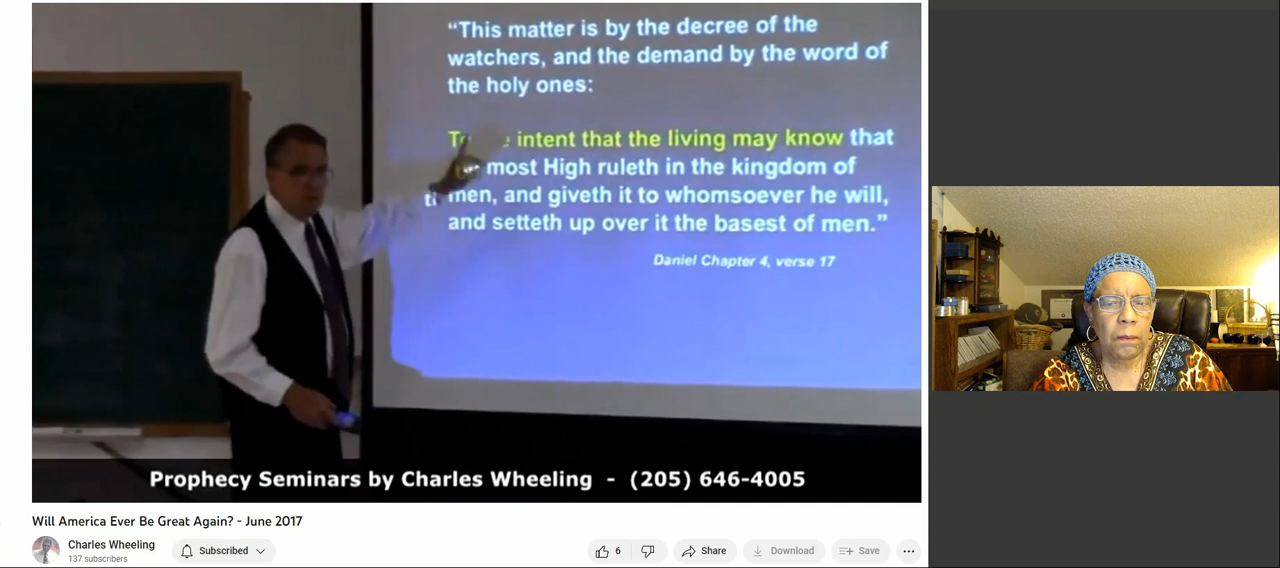 “This matter is by the decree of the
watchers, and the demand by the word of
the holy ones:
intent that the living may know that
most High ruleth in the kingdom of
men, and giveth it to whomsoever he will,
and setteth up over it the basest of men.”
Daniel Chapter 4, verse 17
Prophecy Seminars by Charles Wheeling - (205) 646-4005
Will America Ever Be Great Again? - June 2017
Charles Wheeling
137 subscribers
Subscribed
6
Share
Download
Save